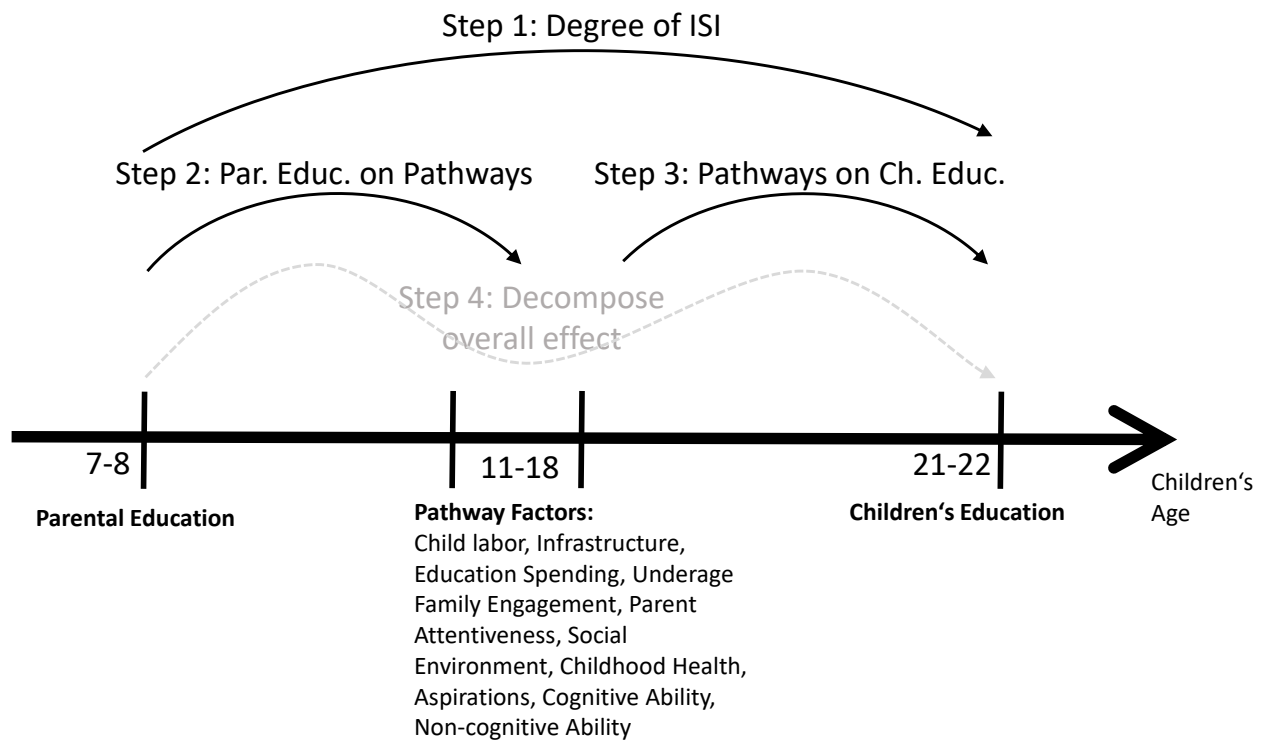 Step 1: Degree of ISI
Step 2: Par. Educ. on Pathways
Step 3: Pathways on Ch. Educ.
Step 4: Decompose
overall effect
7-8
11-18
21-22
Children‘s
Age
Parental Education
Pathway Factors:
Child labor, Infrastructure,
Education Spending, Underage
Family Engagement, Parent
Attentiveness, Social
Environment, Childhood Health,
Aspirations, Cognitive Ability,
Non-cognitive Ability
Children‘s Education